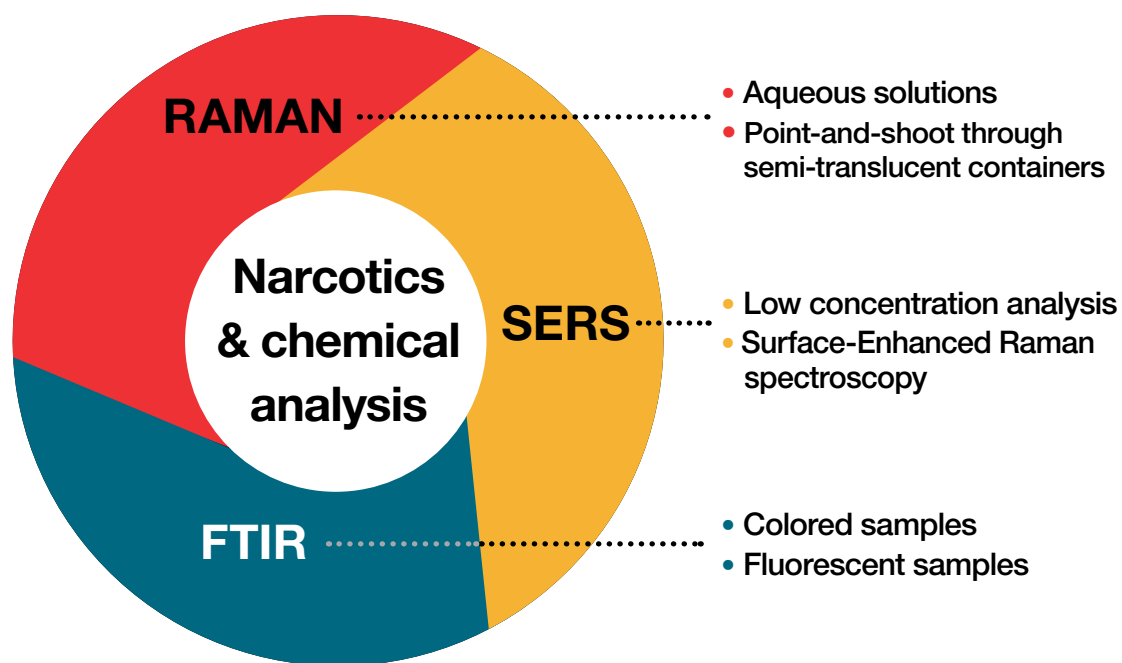 RAMAN
• Aqueous solutions
• Point-and-shoot through
semi-translucent containers
Narcotics
& chemical
analysis
SERS
• Low concentration analysis
• Surface-Enhanced Raman
spectroscopy
FTIR
• Colored samples
• Fluorescent samples